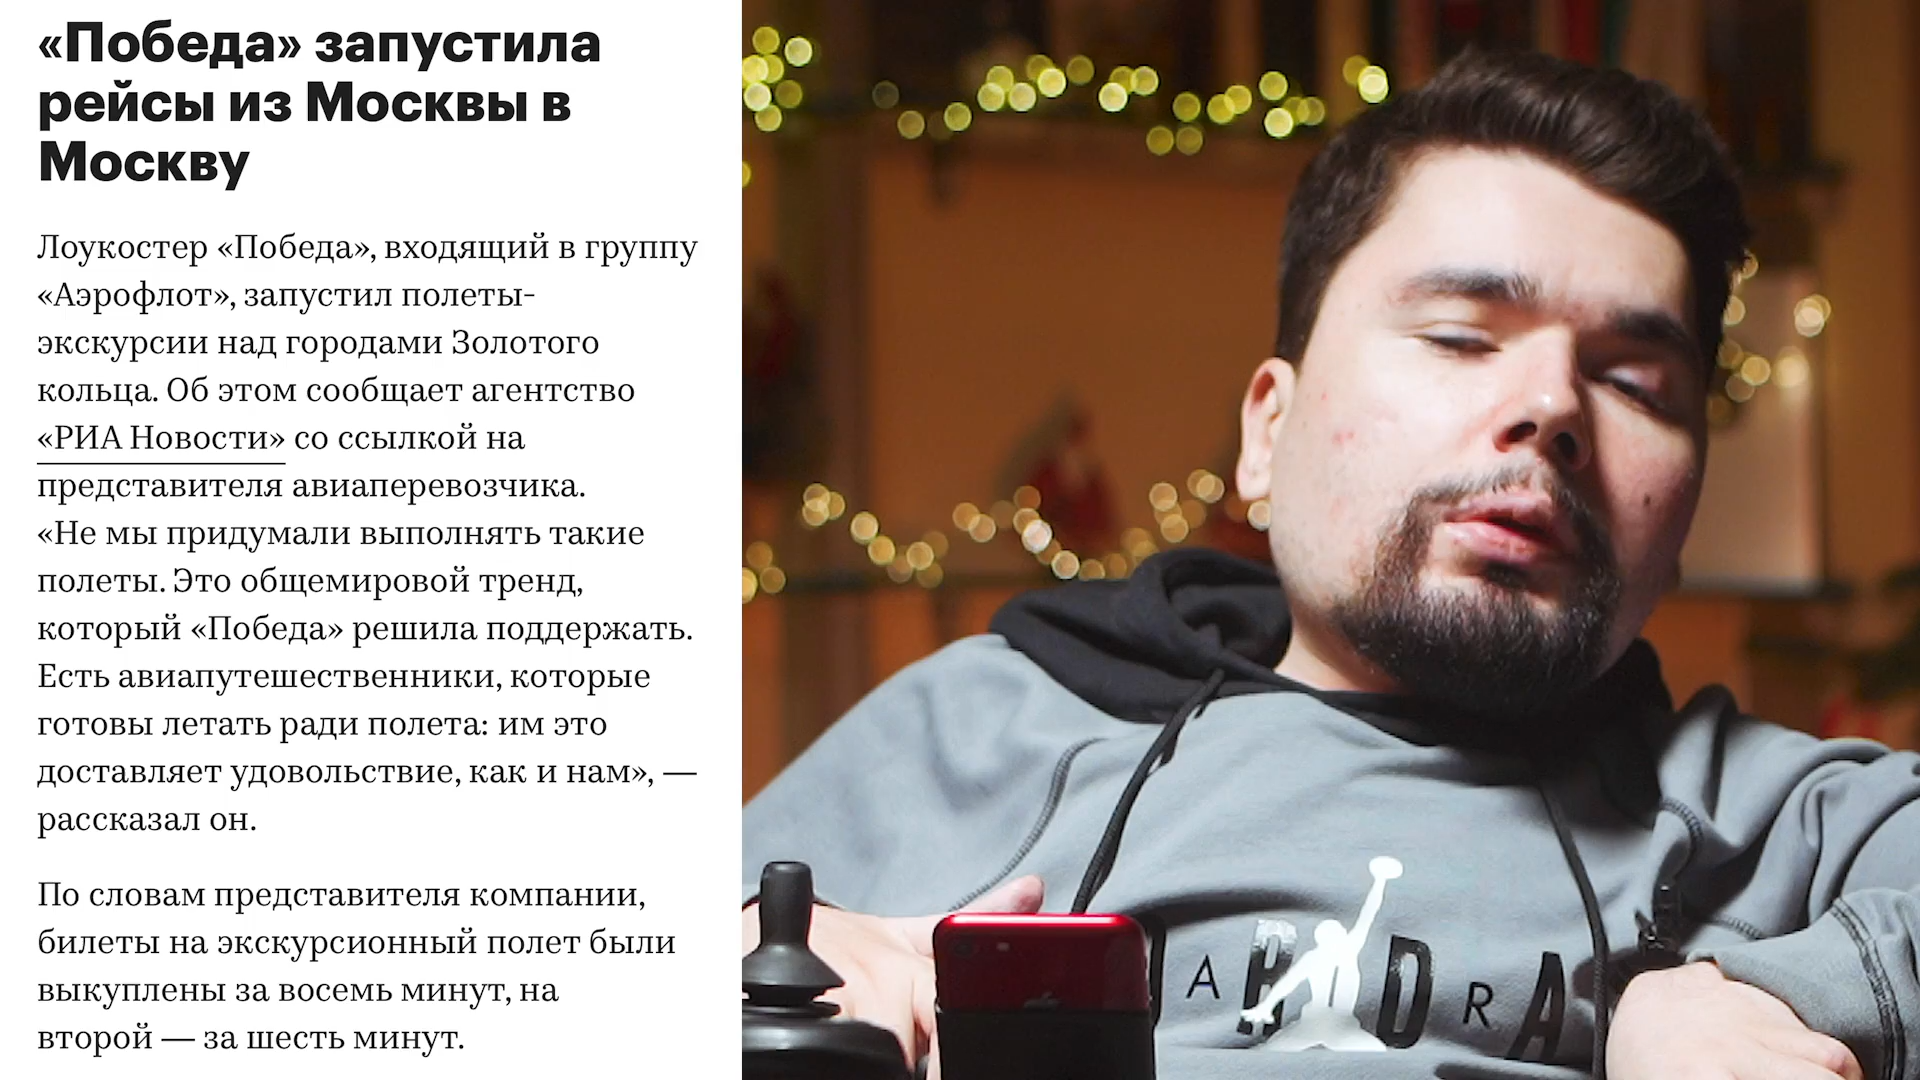 «Победа» запустила
рейсы из Москвы в
Москву
Лоукостер «Победа», входящий в группу
«Аэрофлот», запустил полеты-
экскурсии над городами Золотого
кольца. Об этом сообщает агентство
«РИА Новости» со ссылкой на
представителя авиаперевозчика.
«Не мы придумали выполнять такие
полеты. Это общемировой тренд,
который «Победа» решила поддержать.
Есть авиапутешественники, которые
готовы летать ради полета: им это
доставляет удовольствие, как и нам», —
рассказал он.
По словам представителя компании,
билеты на экскурсионный полет были
выкуплены за восемь минут, на
второй — за шесть минут.